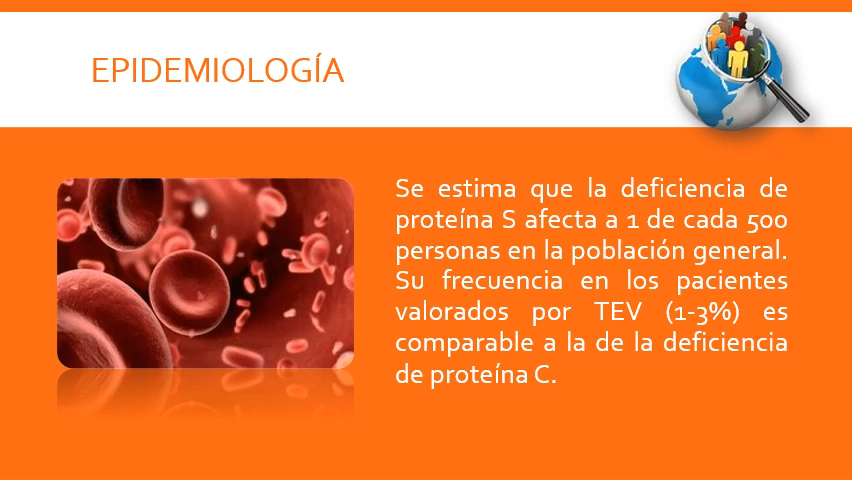 EPIDEMIOLOGÍA
Se estima que la deficiencia de
proteína S afecta a 1 de cada 500
personas en la población general.
Su frecuencia en los pacientes
valorados por TEV (1-3%) es
comparable a la de la deficiencia
de proteína C.